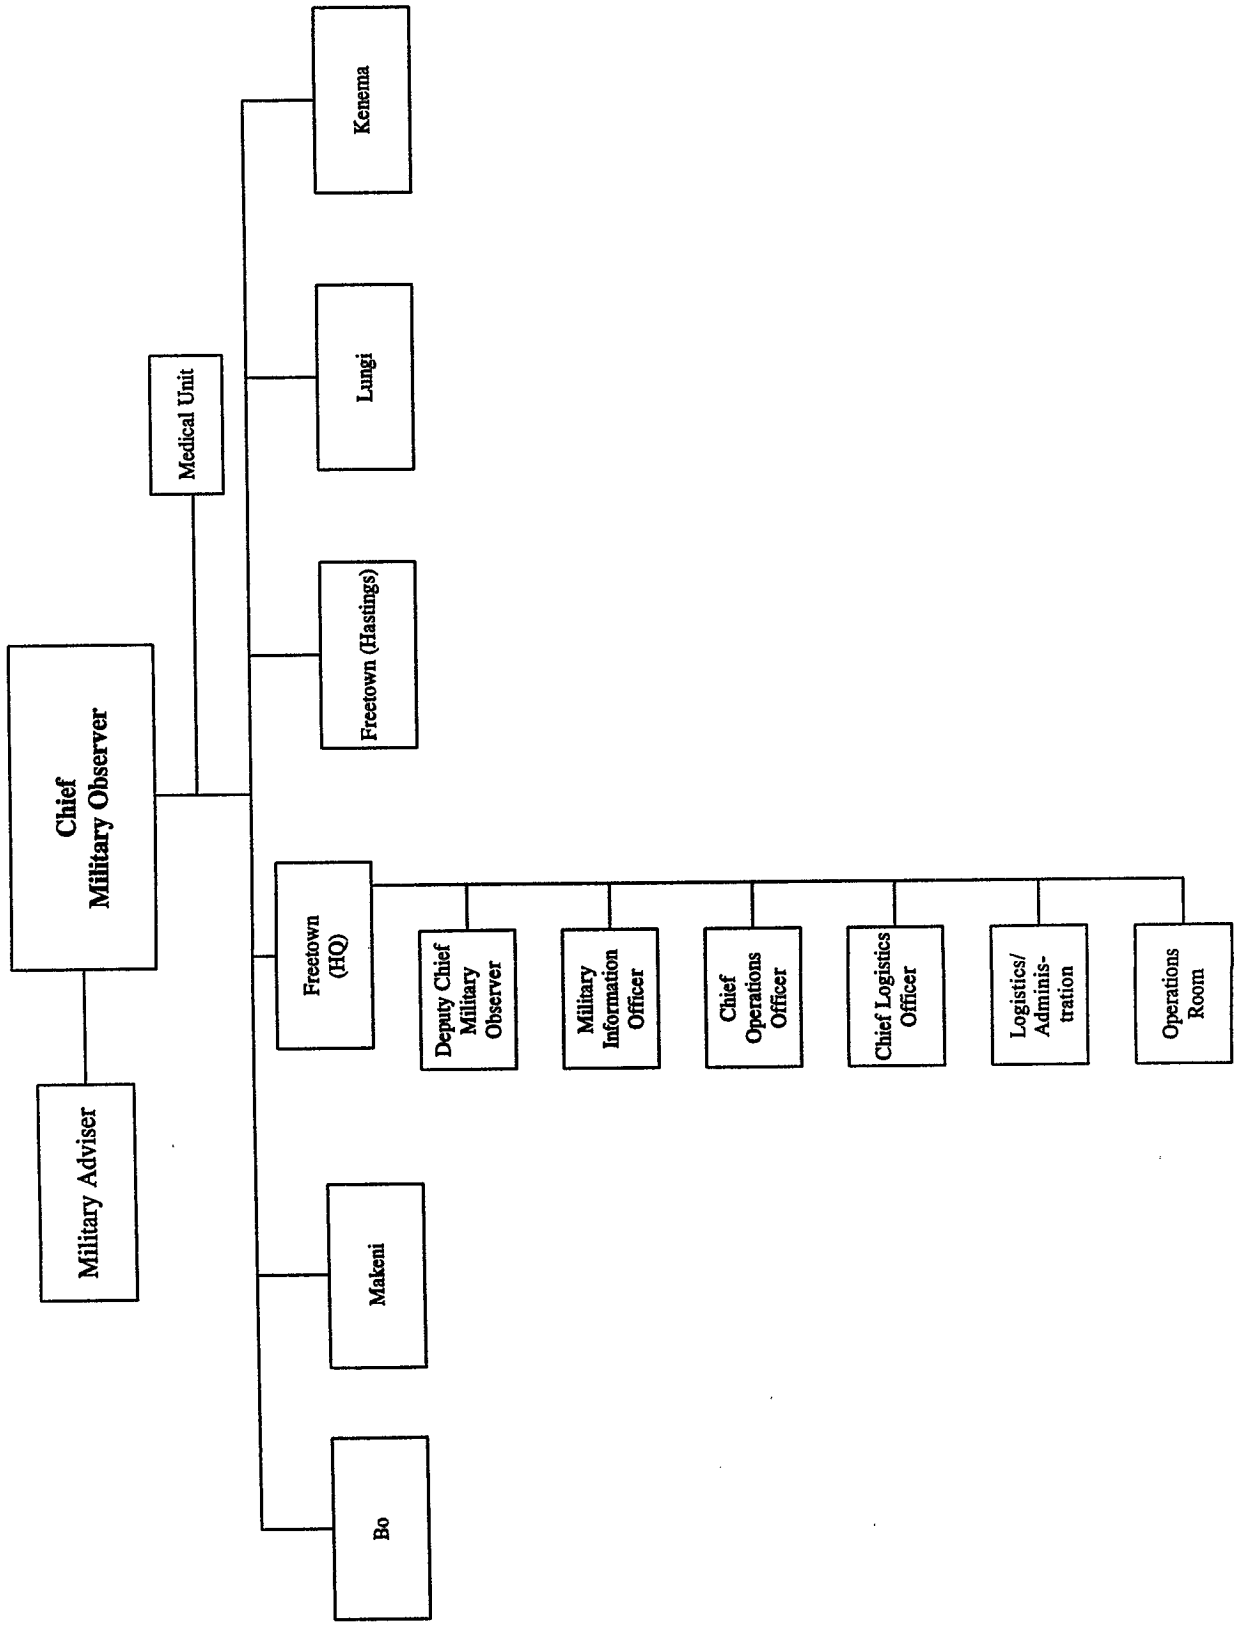 Chief
Military Observer
Military Adviser
Medical Unit
Bo
Makeni
Freetown
(HQ)
Freetown (Hastings)
Lungi
Kenema
Deputy Chief
Military
Observer
Military
Information
Officer
Chief
Operations
Officer
Chief Logistics
Officer
Logistics/
Adminis-
tration
Operations
Room